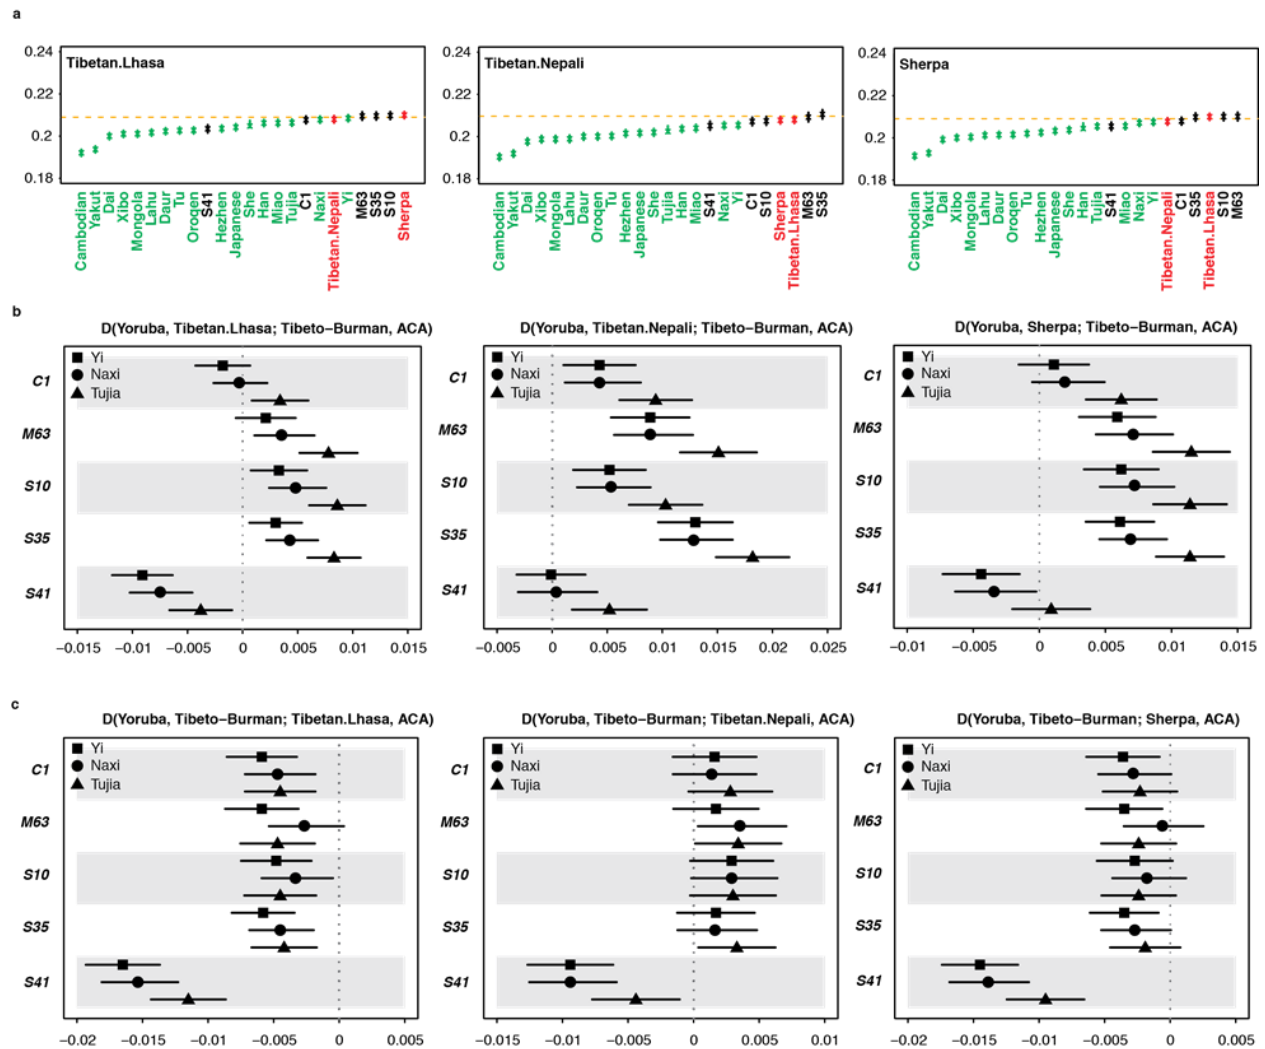 a
Tibetan.Lhasa
0.24
0.22
0.2
0.18
Cambodian
Yakut
Dai
Xibo
Mongola
Lahu
Daur
Tu
Oroqen
S41
Hezhen
Japanese
She
Han
Miao
Tujia
C1
Naxi
Tibetan.Nepali
Yi
M63
S35
S10
Sherpa
Tibetan.Nepali
0.24
0.22
0.2
0.18
Cambodian
Yakut
Dai
Xibo
Mongola
Lahu
Daur
Oroqen
Tu
Hezhen
Japanese
She
Tujia
Han
Miao
S41
Naxi
Yi
C1
S10
Sherpa
Tibetan.Lhasa
M63
S35
Sherpa
0.24
0.22
0.2
0.18
Cambodian
Yakut
Dai
Xibo
Mongola
Lahu
Daur
Oroqen
Tu
Hezhen
Japanese
She
Han
Tujia
S41
Miao
Naxi
Yi
Tibetan.Nepali
C1
S35
Tibetan.Lhasa
S10
M63
b
D(Yoruba, Tibetan.Lhasa; Tibeto−Burman, ACA)
Yi
Naxi
Tujia
C1
M63
S10
S35
S41
−0.015 −0.01 −0.005 0 0.005 0.01 0.015
D(Yoruba, Tibetan.Nepali; Tibeto−Burman, ACA)
Yi
Naxi
Tujia
C1
M63
S10
S35
S41
−0.005 0 0.005 0.01 0.015 0.02 0.025
D(Yoruba, Sherpa; Tibeto−Burman, ACA)
Yi
Naxi
Tujia
C1
M63
S10
S35
S41
−0.01 −0.005 0 0.005 0.01 0.015
c
D(Yoruba, Tibeto−Burman; Tibetan.Lhasa, ACA)
Yi
Naxi
Tujia
C1
M63
S10
S35
S41
−0.02 −0.015 −0.01 −0.005 0 0.005
D(Yoruba, Tibeto−Burman; Tibetan.Nepali, ACA)
Yi
Naxi
Tujia
C1
M63
S10
S35
S41
−0.015 −0.01 −0.005 0 0.005 0.01
D(Yoruba, Tibeto−Burman; Sherpa, ACA)
Yi
Naxi
Tujia
C1
M63
S10
S35
S41
−0.02 −0.015 −0.01 −0.005 0 0.005